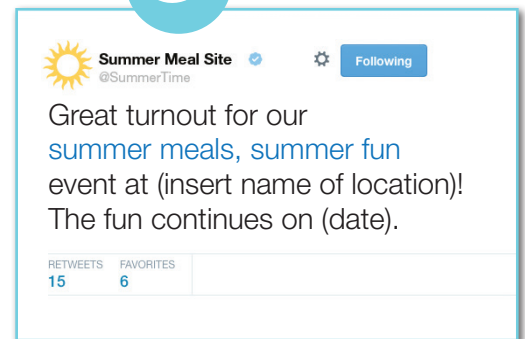 Summer Meal Site
Following
@SummerTime
Great turnout for our
summer meals, summer fun
event at (insert name of location)!
The fun continues on (date).
RETWEETS FAVORITES
15 6